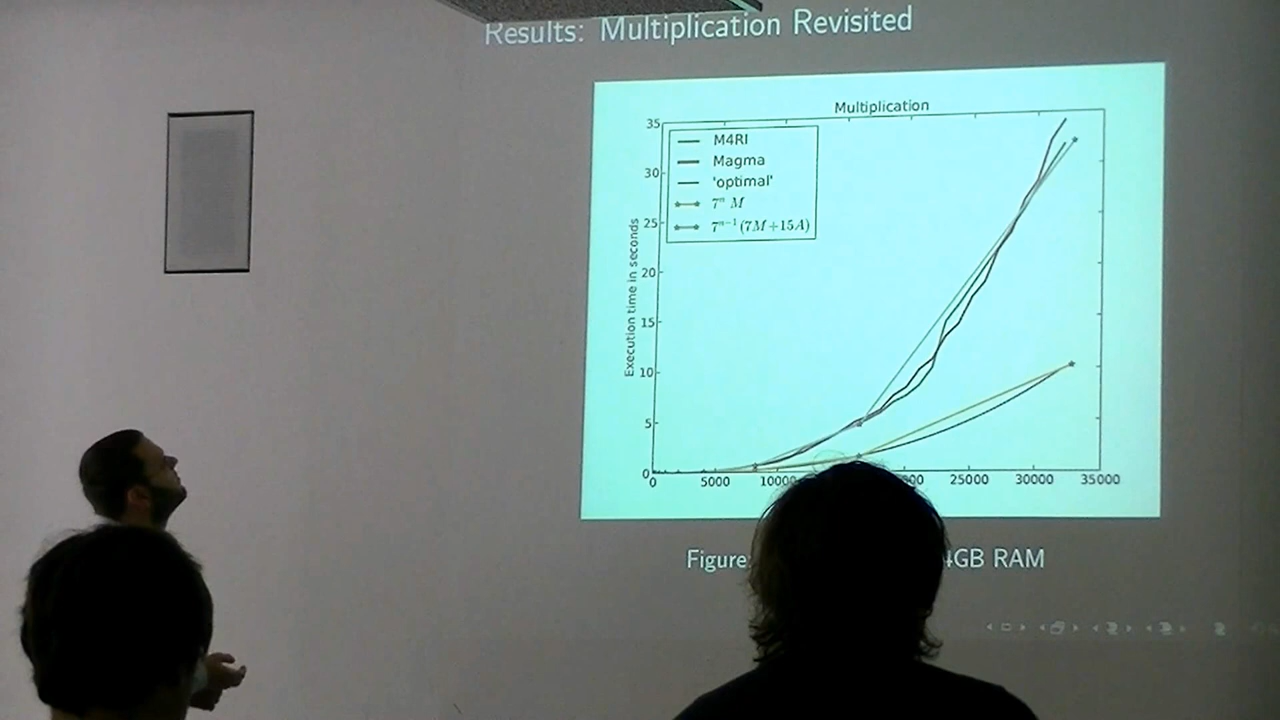 Results: Multiplication Revisited
Multiplication
M4RI
Magma
'optimal'
7ⁿ M
7ⁿ⁻¹(7M+15A)
Execution time in seconds
35
30
25
20
15
10
5
0
0 5000 10000 25000 30000 35000
Figure 4GB RAM